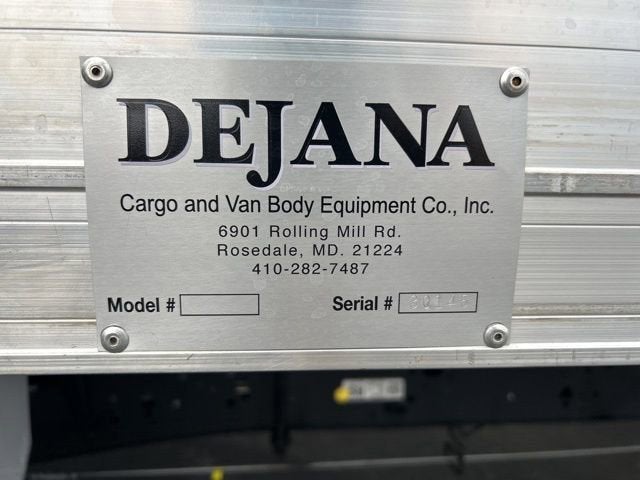 DEJANA
Cargo and Van Body Equipment Co., Inc.
6901 Rolling Mill Rd.
Rosedale, MD. 21224
410-282-7487
Model # Serial #